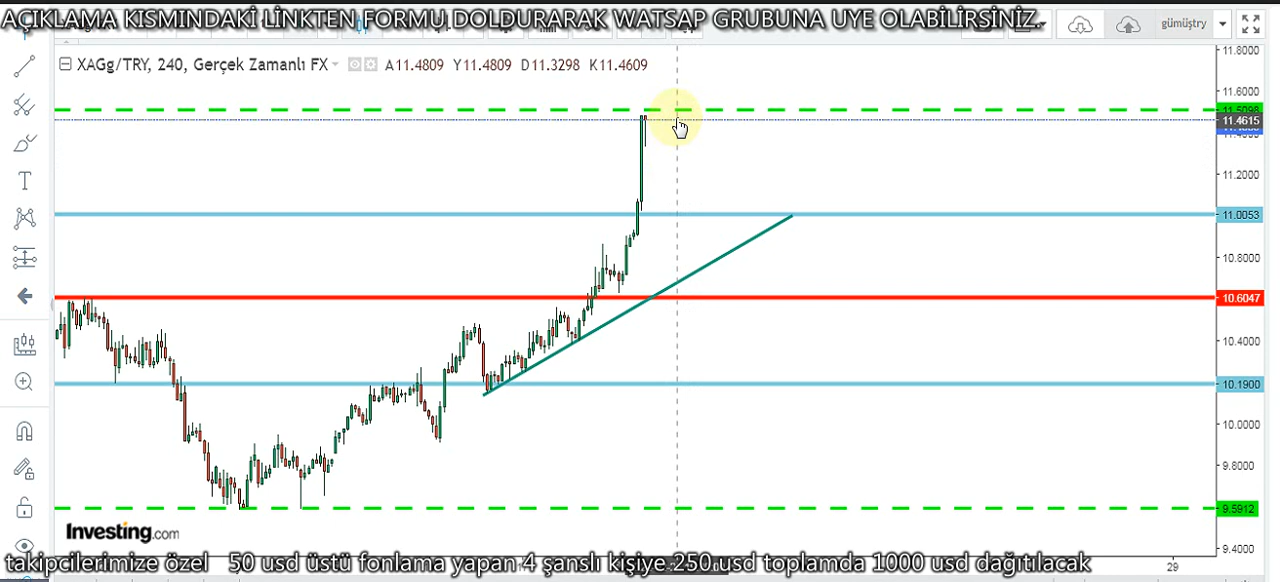 AÇIKLAMA KISMINDAKİ LİNKTEN FORMU DOLDURARAK WATSAP GRUBUNA UYE OLABİLİRSİNİZ.
gümüştry
XAGg/TRY, 240, Gerçek Zamanlı FX A11.4809 Y11.4809 D11.3298 K11.4609
11.8000
11.6000
11.5098
11.4615
11.2000
11.0053
10.8000
10.6047
10.4000
10.1900
10.0000
9.8000
9.5912
9.4000
T
Investing.com
takipcilerimize özel 50 usd üstü fonlama yapan 4 şanslı kişiye 250 usd toplamda 1000 usd dağıtılacak
29